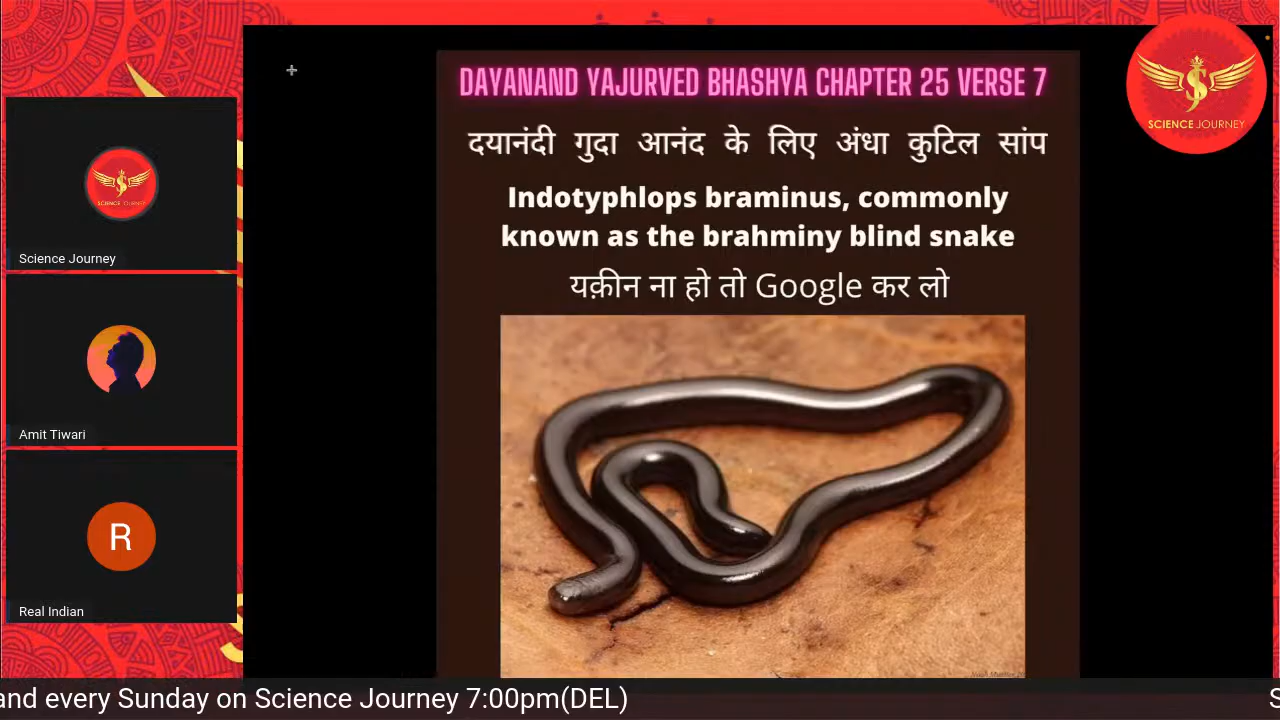 DAYANAND YAJURVED BHASHYA CHAPTER 25 VERSE 7
दयानंदी गुदा आनंद के लिए अंधा कुटिल सांप
Indotyphlops braminus, commonly
known as the brahminy blind snake
यक़ीन ना हो तो Google कर लो
SCIENCE JOURNEY
SCIENCE JOURNEY
Science Journey
Amit Tiwari
R
Real Indian
and every Sunday on Science Journey 7:00pm(DEL)
S